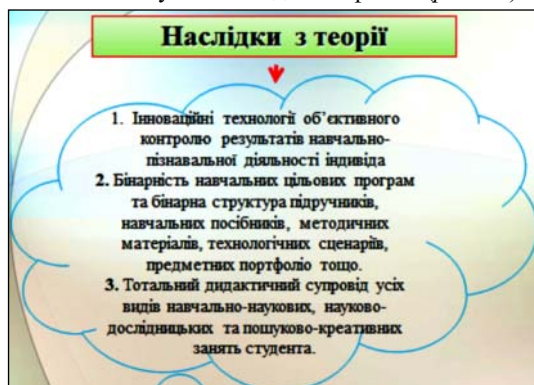 Наслідки з теорії
1. Інноваційні технології об’єктивного
контролю результатів навчально-
пізнавальної діяльності індивіда
2. Бінарність навчальних цільових програм
та бінарна структура підручників,
навчальних посібників, методичних
матеріалів, технологічних сценаріїв,
предметних портфоліо тощо.
3. Тотальний дидактичний супровід усіх
видів навчально-наукових, науково-
дослідницьких та пошуково-креативних
занять студента.